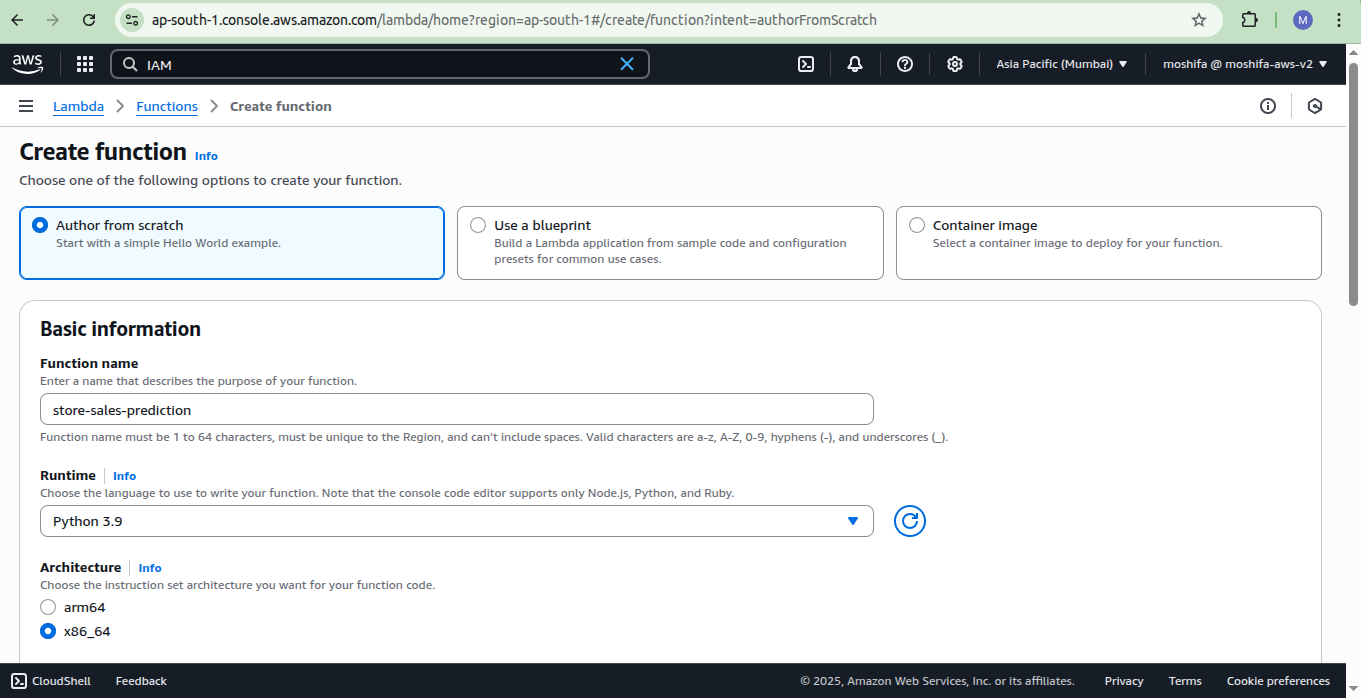 ap-south-1.console.aws.amazon.com/lambda/home?region=ap-south-1#/create/function?intent=authorFromScratch
M
aws
IAM
Asia Pacific (Mumbai)
moshifa @ moshifa-aws-v2
Lambda
Functions
Create function
Create function Info
Choose one of the following options to create your function.
Author from scratch
Start with a simple Hello World example.
Use a blueprint
Build a Lambda application from sample code and configuration
presets for common use cases.
Container image
Select a container image to deploy for your function.
Basic information
Function name
Enter a name that describes the purpose of your function.
store-sales-prediction
Function name must be 1 to 64 characters, must be unique to the Region, and can't include spaces. Valid characters are a-z, A-Z, 0-9, hyphens (-), and underscores (_).
Runtime Info
Choose the language to use to write your function. Note that the console code editor supports only Node.js, Python, and Ruby.
Python 3.9
Architecture Info
Choose the instruction set architecture you want for your function code.
arm64
x86_64
CloudShell
Feedback
© 2025, Amazon Web Services, Inc. or its affiliates.
Privacy
Terms
Cookie preferences